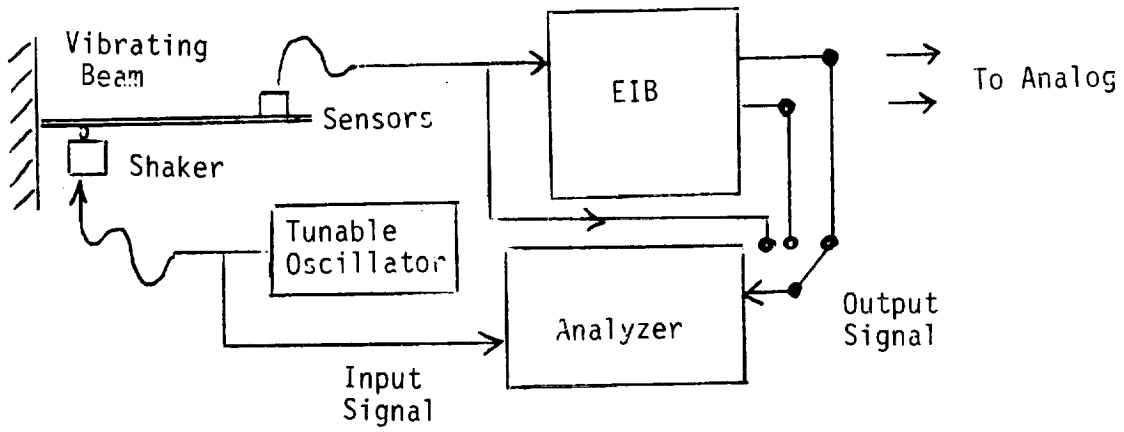 Vibrating
Beam
EIB
To Analog
Sensors
Shaker
Tunable
Oscillator
Analyzer
Output
Signal
Input
Signal